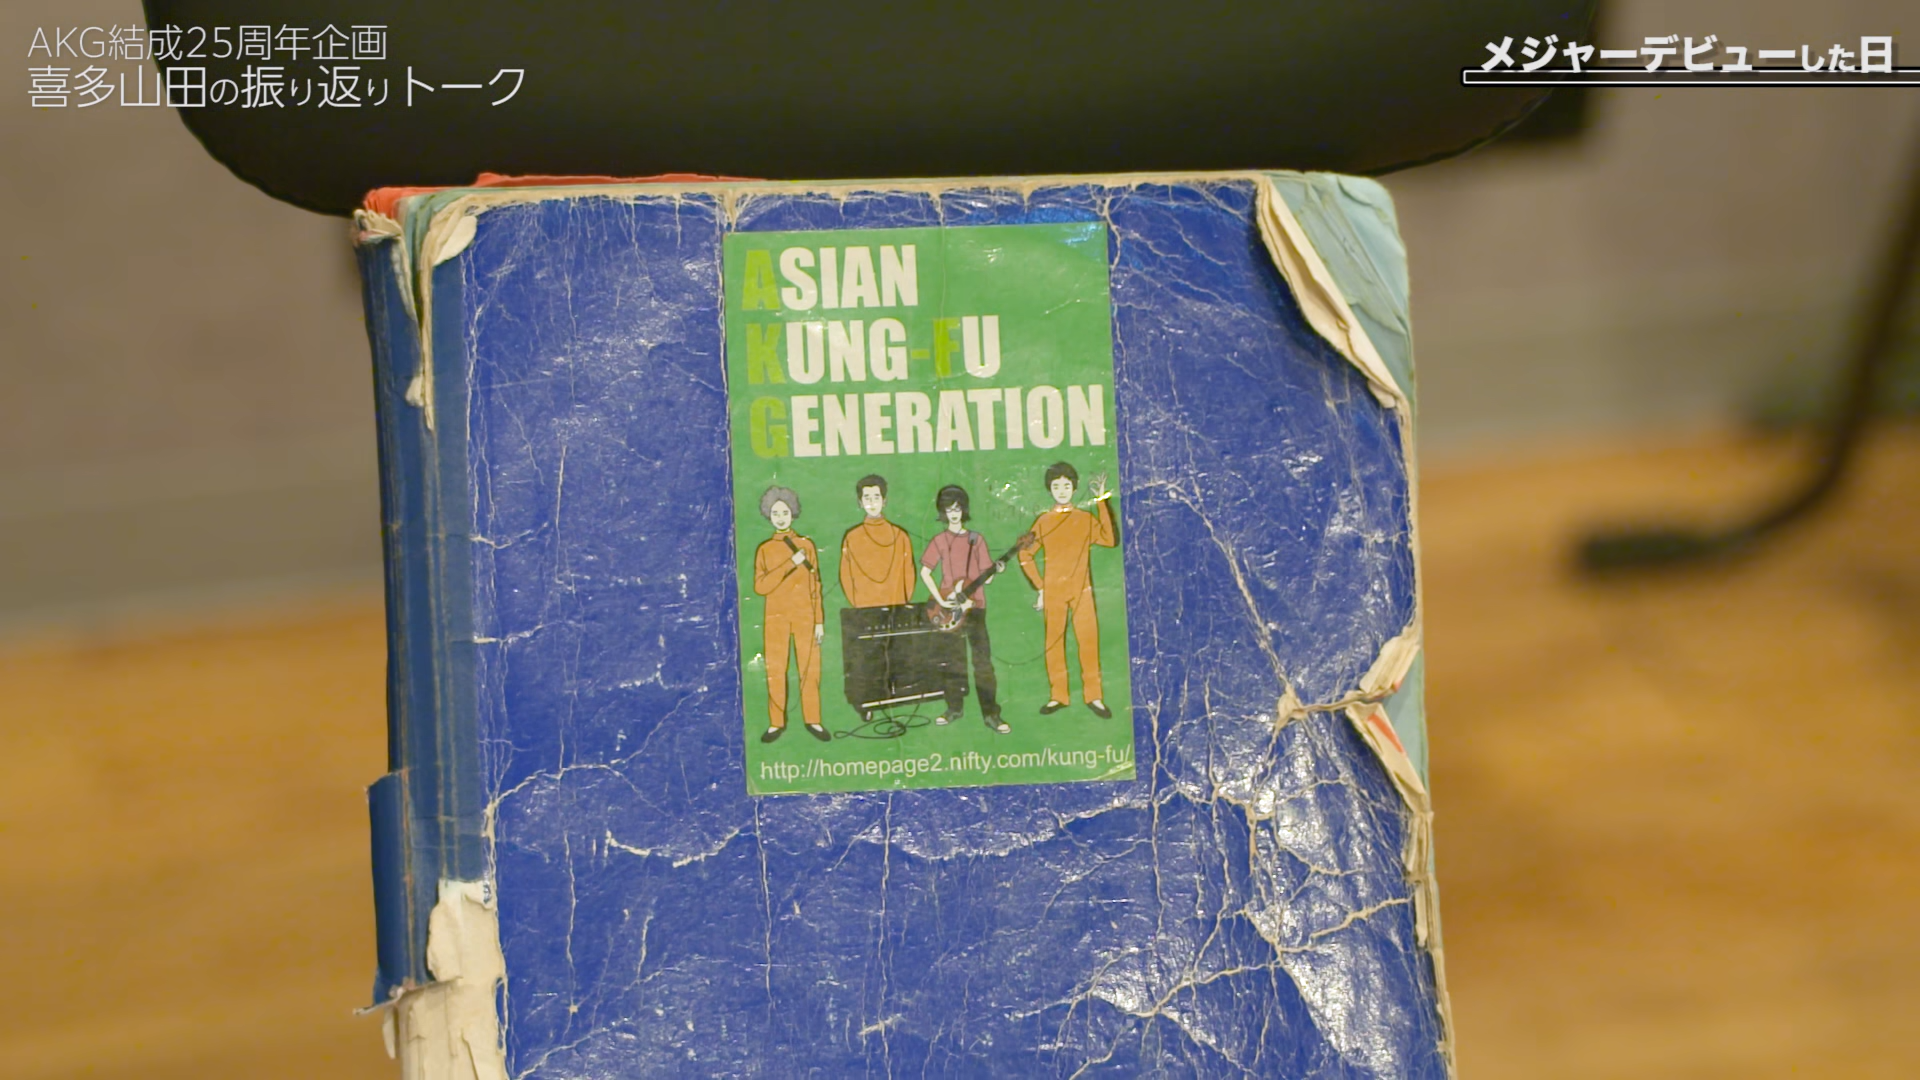 AKG結成25周年企画
喜多山田の振り返りトーク
メジャーデビューした日
ASIAN
KUNG-FU
GENERATION
http://homepage2.nifty.com/kung-fu/